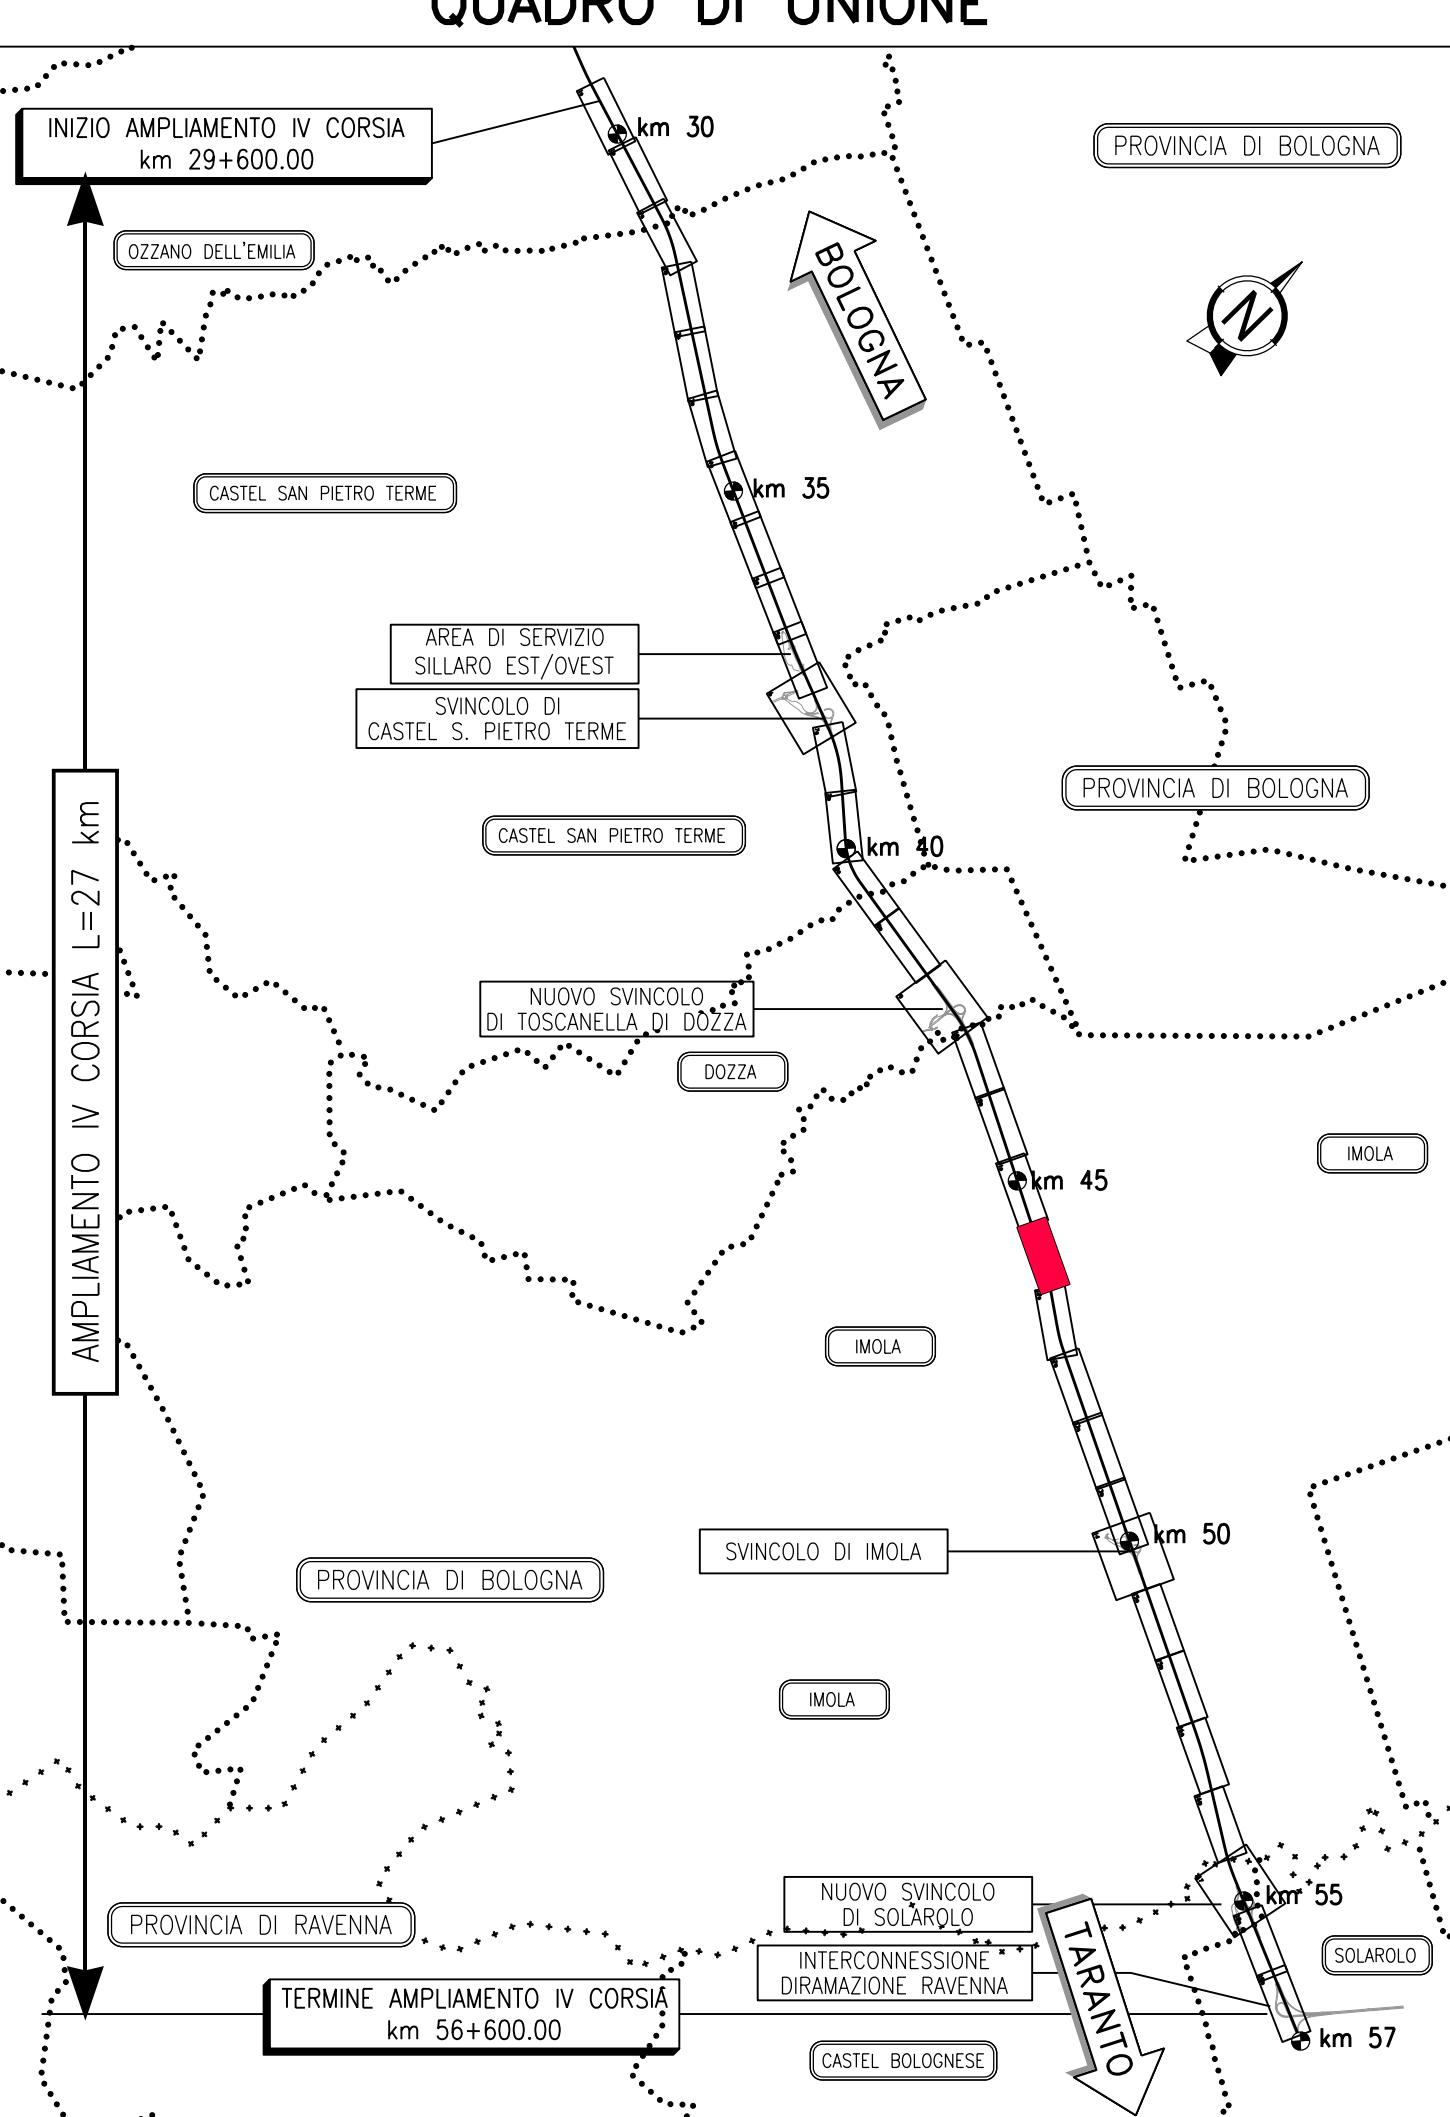 QUADRO DI UNIONE
INIZIO AMPLIAMENTO IV CORSIA
km 29+600.00
km 30
PROVINCIA DI BOLOGNA
OZZANO DELL'EMILIA
BOLOGNA
N
CASTEL SAN PIETRO TERME
km 35
AREA DI SERVIZIO
SILLARO EST/OVEST
SVINCOLO DI
CASTEL S. PIETRO TERME
PROVINCIA DI BOLOGNA
CASTEL SAN PIETRO TERME
km 40
AMPLIAMENTO IV CORSIA L=27 km
NUOVO SVINCOLO
DI TOSCANELLA DI DOZZA
DOZZA
IMOLA
km 45
IMOLA
km 50
SVINCOLO DI IMOLA
PROVINCIA DI BOLOGNA
IMOLA
NUOVO SVINCOLO
DI SOLAROLO
km 55
PROVINCIA DI RAVENNA
INTERCONNESSIONE
DIRAMAZIONE RAVENNA
SOLAROLO
TARANTO
TERMINE AMPLIAMENTO IV CORSIA
km 56+600.00
km 57
CASTEL BOLOGNESE